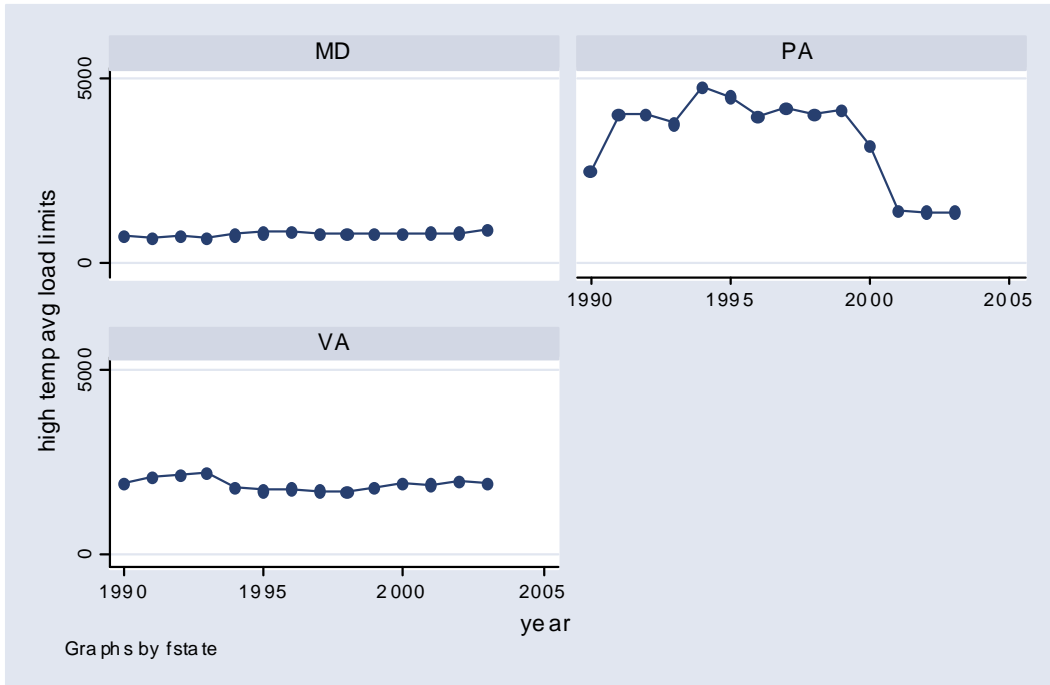 MD
PA
5000
0
1990 1995 2000 2005
VA
5000
0
1990 1995 2000 2005
high temp avg load limits
year
Graphs by fstate